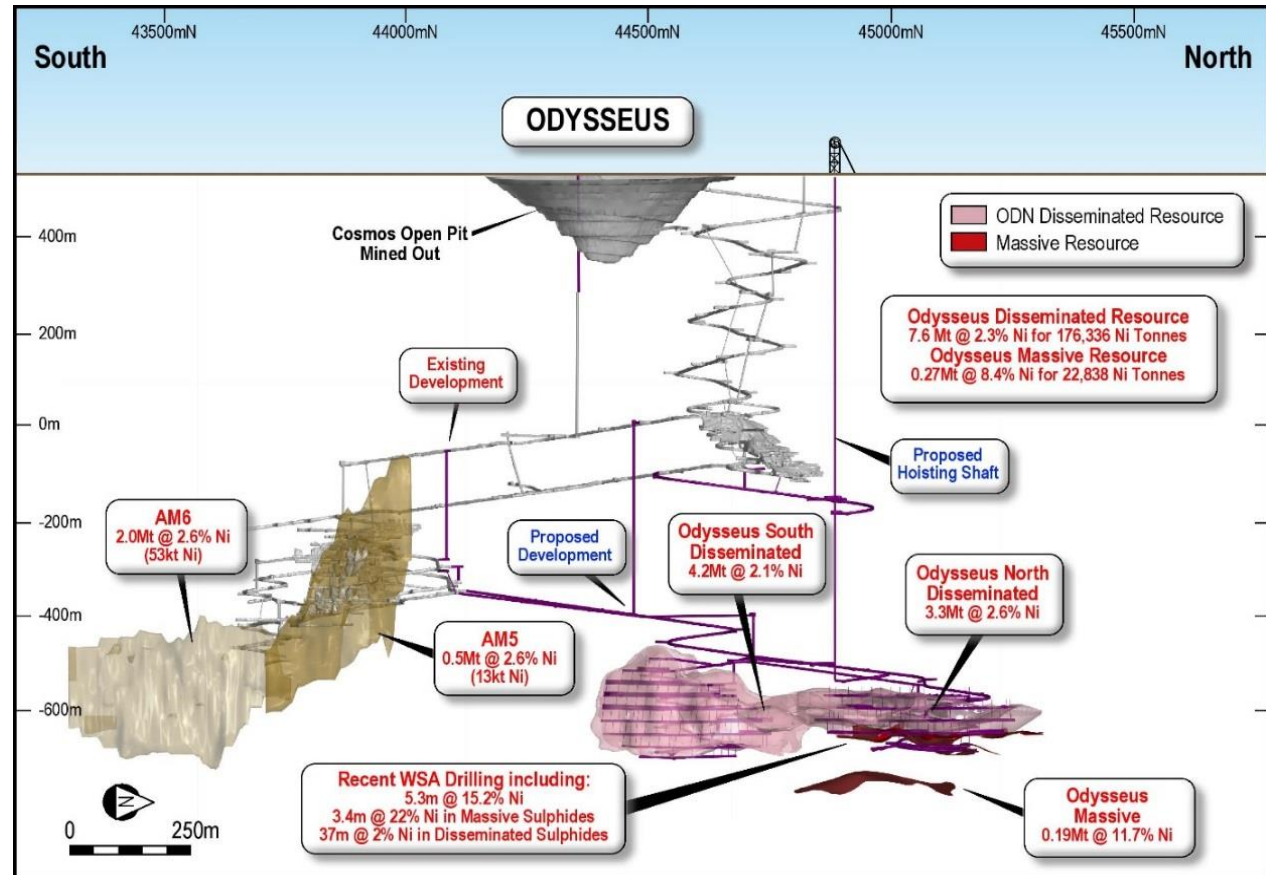 43500mN
44000mN
44500mN
45000mN
45500mN
South
North
ODYSSEUS
Cosmos Open Pit
Mined Out
ODN Disseminated Resource
Massive Resource
400m
200m
0m
-200m
-400m
-600m
Odysseus Disseminated Resource
7.6 Mt @ 2.3% Ni for 176,336 Ni Tonnes
Odysseus Massive Resource
0.27Mt @ 8.4% Ni for 22,838 Ni Tonnes
Existing
Development
Proposed
Hoisting Shaft
AM6
2.0Mt @ 2.6% Ni
(53kt Ni)
Proposed
Development
Odysseus South
Disseminated
4.2Mt @ 2.1% Ni
Odysseus North
Disseminated
3.3Mt @ 2.6% Ni
AM5
0.5Mt @ 2.6% Ni
(13kt Ni)
Recent WSA Drilling including:
5.3m @ 15.2% Ni
3.4m @ 22% Ni in Massive Sulphides
37m @ 2% Ni in Disseminated Sulphides
Odysseus
Massive
0.19Mt @ 11.7% Ni
N
0 250m